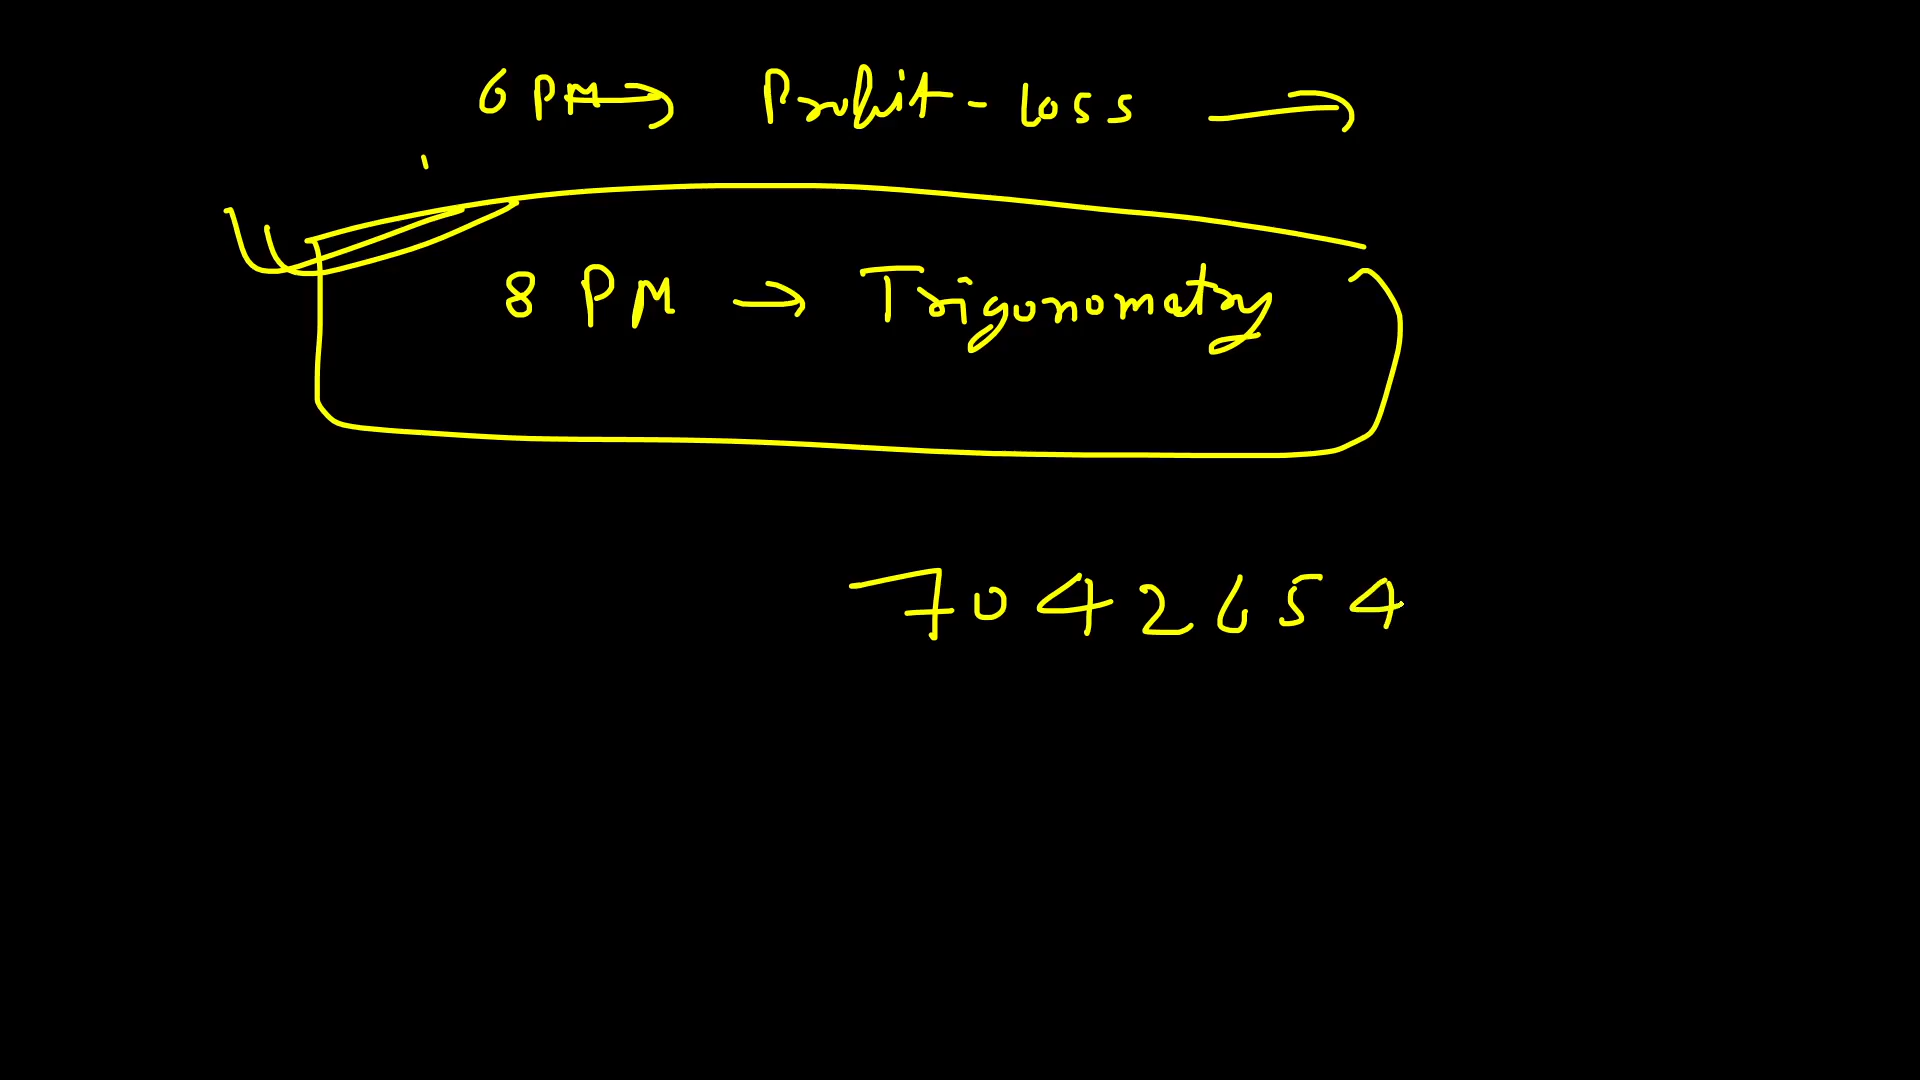 6 PM → Profit - loss →
8 PM → Trigonometry
7042654